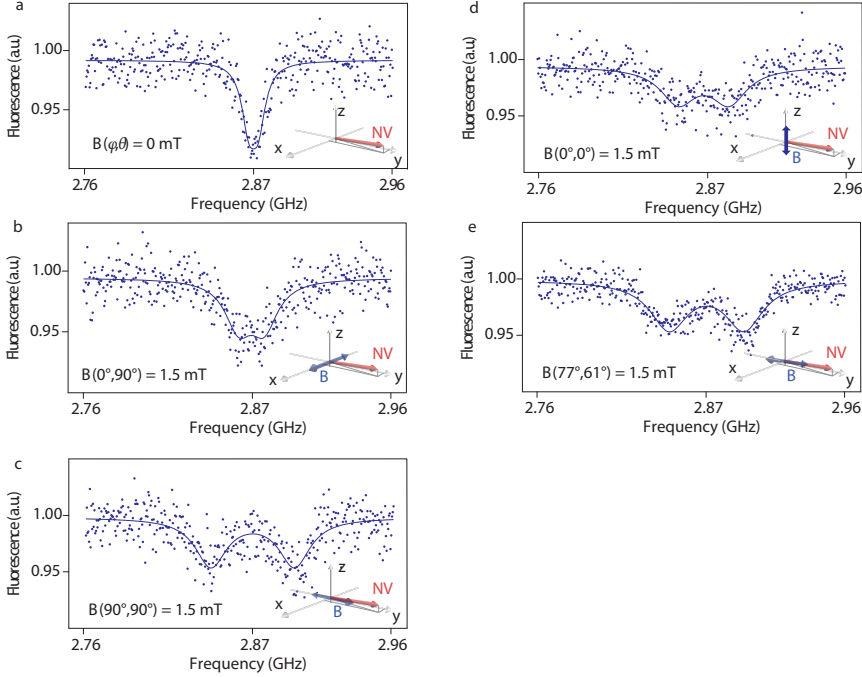 a
Fluorescence (a.u.)
1.00
0.95
B(φ,θ) = 0 mT
z
NV
x
y
2.76
2.87
2.96
Frequency (GHz)
b
Fluorescence (a.u.)
1.00
0.95
B(0°,90°) = 1.5 mT
z
NV
x
B
y
2.76
2.87
2.96
Frequency (GHz)
c
Fluorescence (a.u.)
1.00
0.95
B(90°,90°) = 1.5 mT
z
NV
x
B
y
2.76
2.87
2.96
Frequency (GHz)
d
Fluorescence (a.u.)
1.00
0.95
B(0°,0°) = 1.5 mT
z
NV
x
B
y
2.76
2.87
2.96
Frequency (GHz)
e
Fluorescence (a.u.)
1.00
0.95
B(77°,61°) = 1.5 mT
z
NV
x
B
y
2.76
2.87
2.96
Frequency (GHz)